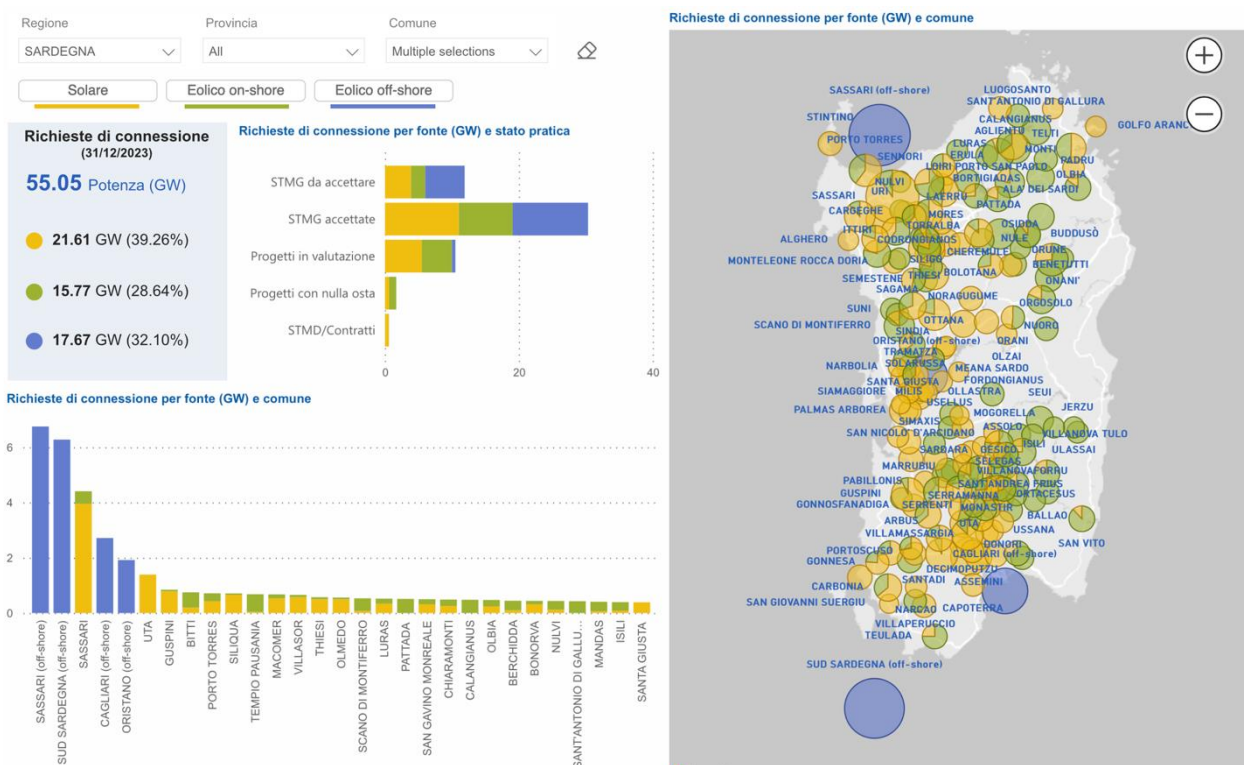 Regione
Provincia
Comune
SARDEGNA
All
Multiple selections
Solare
Eolico on-shore
Eolico off-shore
Richieste di connessione
(31/12/2023)
55.05 Potenza (GW)
21.61 GW (39.26%)
15.77 GW (28.64%)
17.67 GW (32.10%)
Richieste di connessione per fonte (GW) e stato pratica
STMG da accettare
STMG accettate
Progetti in valutazione
Progetti con nulla osta
STMD/Contratti
0
20
40
Richieste di connessione per fonte (GW) e comune
6
4
2
0
SASSARI (off-shore)
SUD SARDEGNA (off-shore)
SASSARI
CAGLIARI (off-shore)
ORISTANO (off-shore)
UTA
GUSPINI
BITTI
PORTO TORRES
SILIQUA
TEMPIO PAUSANIA
MACOMER
VILLASOR
THIESI
OLMEDO
SCANO DI MONTIFERRO
LURAS
PATTADA
SAN GAVINO MONREALE
CHIARAMONTI
CALANGIANUS
OLBIA
BERCHIDDA
BONORVA
NULVI
SANT'ANTONIO DI GALLU...
MANDAS
ISILI
SANTA GIUSTA
Richieste di connessione per fonte (GW) e comune
SASSARI (off-shore)
LUOGOSANTO
SANT'ANTONIO DI GALLURA
STINTINO
CALANGIANUS
GOLFO ARANC
AGLIENTO
TELTI
PORTO TORRES
LURAS
MONTI
SENNORI
ERULA
PADRU
LOIRI PORTO SAN PAOLO
OLBIA
NULVI
BORTIGIADAS
SASSARI
URI
LAERRU
ALA' DEI SARDI
PATTADA
CARGEGHE
MORES
ITTIRI
TORRALBA
OSIDDA
BUDDUSÒ
ALGHERO
CODRONGIANOS
NULE
CHEREMULE
ORUNE
MONTELEONE ROCCA DORIA
SILIGO
BENETUTTI
SEMESTENE
THIESI
BOLOTANA
ONANI'
SAGAMA
NORAGUGUME
ORGOSOLO
SUNI
OTTANA
SCANO DI MONTIFERRO
NUORO
SINDIA
ORISTANO (off-shore)
ORANI
TRAMATZA
OLZAI
NARBOLIA
SOLARUSSA
MEANA SARDO
SANTA GIUSTA
FORDONGIANUS
SIAMAGGIORE
MILIS
OLLASTRA
SEUI
USELLUS
JERZU
PALMAS ARBOREA
MOGORELLA
SIMAXIS
SAN NICOLO' D'ARCIDANO
ASSOLO
VILLANOVA TULO
ISILI
SARDARA
GESICO
ULASSAI
MARRUBIU
SELEGAS
VILLANOVAFORRU
PABILLONIS
SANT'ANDREA FRIUS
GUSPINI
SERRAMANNA
ORTACESUS
GONNOSFANADIGA
SERRENTI
MONASTIR
BALLAO
ARBUS
UTA
USSANA
VILLAMASSARGIA
SAN VITO
PORTOSCUSO
DONORI
GONNESA
CAGLIARI (off-shore)
DECIMOPUTZU
CARBONIA
SANTADI
ASSEMINI
SAN GIOVANNI SUERGIU
NARCAO
CAPOTERRA
VILLAPERUCCIO
TEULADA
SUD SARDEGNA (off-shore)